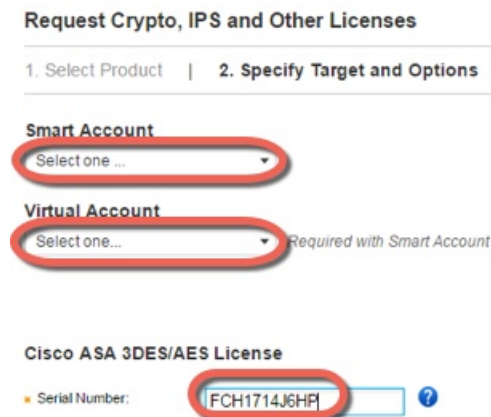 Request Crypto, IPS and Other Licenses
1. Select Product | 2. Specify Target and Options
Smart Account
Select one ...
Virtual Account
Select one... Required with Smart Account
Cisco ASA 3DES/AES License
* Serial Number: FCH1714J6HP ?